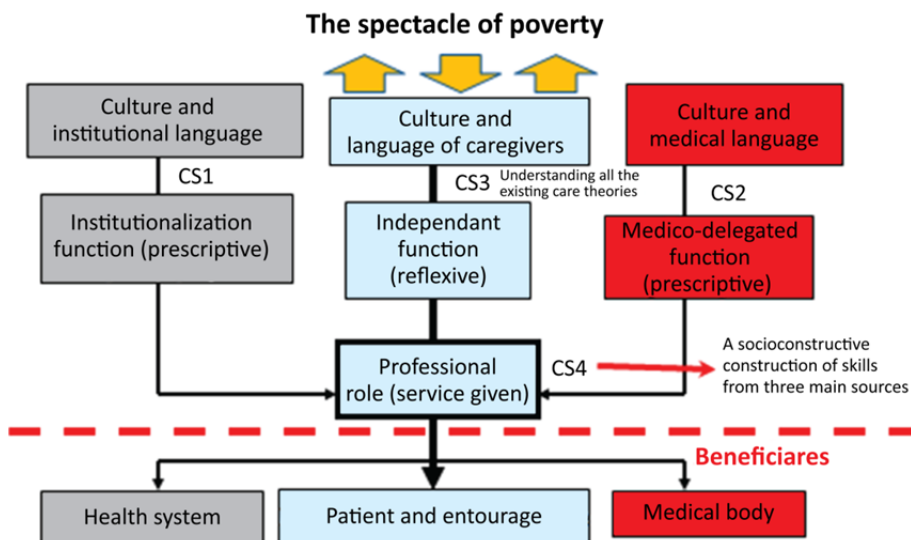 The spectacle of poverty
Culture and
institutional language
Culture and
language of caregivers
Culture and
medical language
CS1
CS3
Understanding all the
existing care theories
CS2
Institutionalization
function (prescriptive)
Independant
function
(reflexive)
Medico-delegated
function
(prescriptive)
Professional
role (service given)
CS4
A socioconstructive
construction of skills
from three main sources
Beneficiares
Health system
Patient and entourage
Medical body